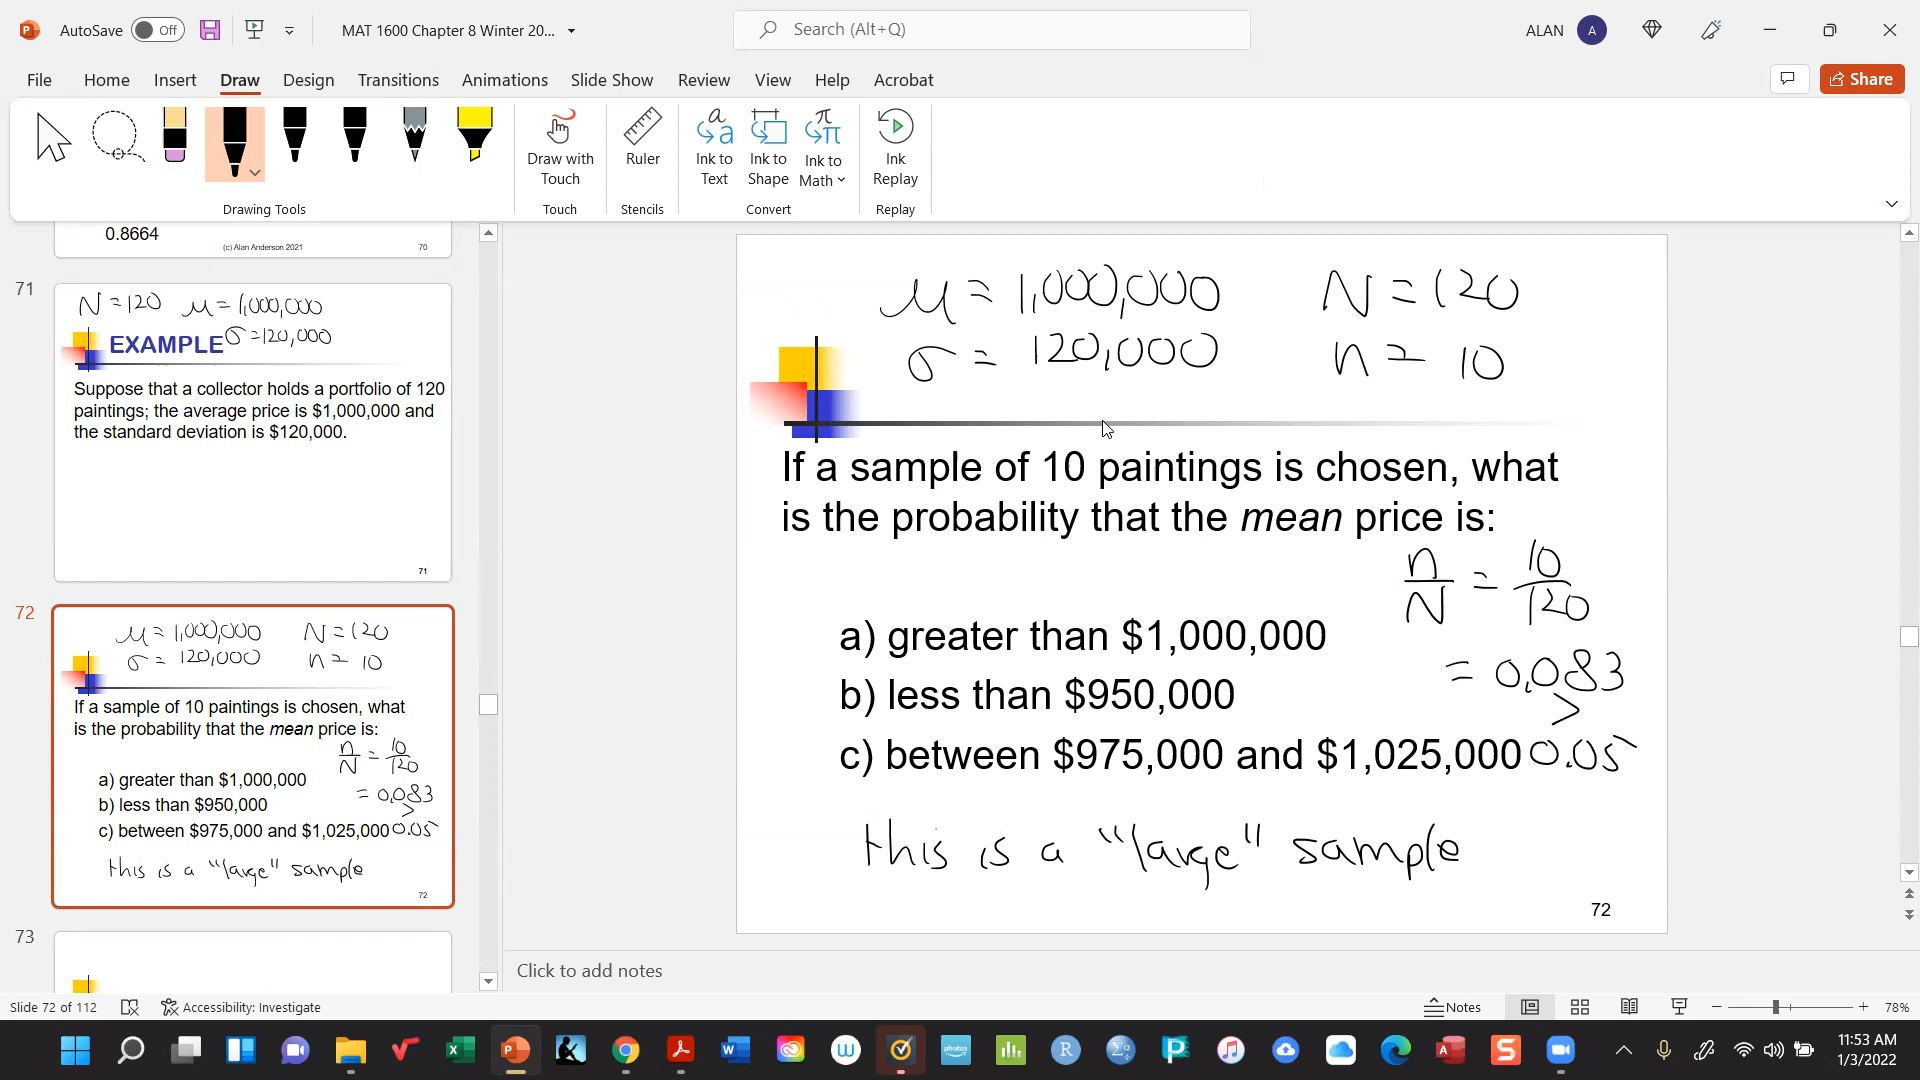 AutoSave Off MAT 1600 Chapter 8 Winter 20... Search (Alt+Q) ALAN A
File Home Insert Draw Design Transitions Animations Slide Show Review View Help Acrobat Share
Draw with Touch
Ruler
Ink to Text
Ink to Shape
Ink to Math
Ink Replay
Drawing Tools Touch Stencils Convert Replay
0.8664
(c) Alan Anderson 2021 70
71
N = 120 μ = 1,000,000
σ = 120,000
EXAMPLE
Suppose that a collector holds a portfolio of 120
paintings; the average price is $1,000,000 and
the standard deviation is $120,000.
71
72
μ = 1,000,000 N = 120
σ = 120,000 n = 10
If a sample of 10 paintings is chosen, what
is the probability that the mean price is:
n/N = 10/120
a) greater than $1,000,000
= 0.083
b) less than $950,000
>
c) between $975,000 and $1,025,000 0.05
this is a "large" sample
72
73
μ = 1,000,000 N = 120
σ = 120,000 n = 10
If a sample of 10 paintings is chosen, what
is the probability that the mean price is:
n/N = 10/120
a) greater than $1,000,000
= 0.083
b) less than $950,000
>
c) between $975,000 and $1,025,000 0.05
this is a "large" sample
72
Click to add notes
Slide 72 of 112 Accessibility: Investigate Notes 78%
11:53 AM
1/3/2022